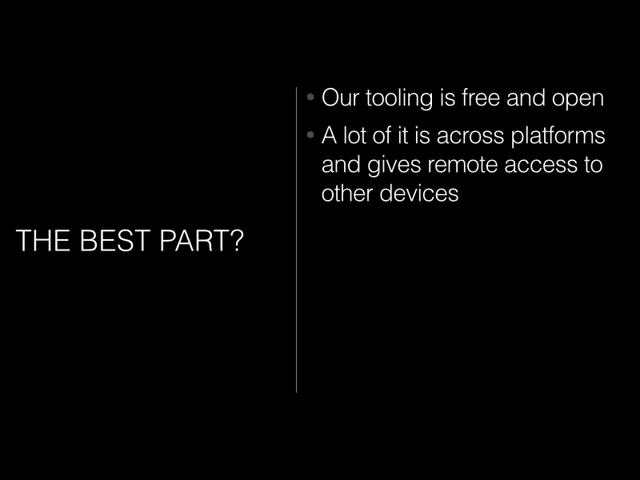 THE BEST PART?
• Our tooling is free and open
• A lot of it is across platforms
and gives remote access to
other devices